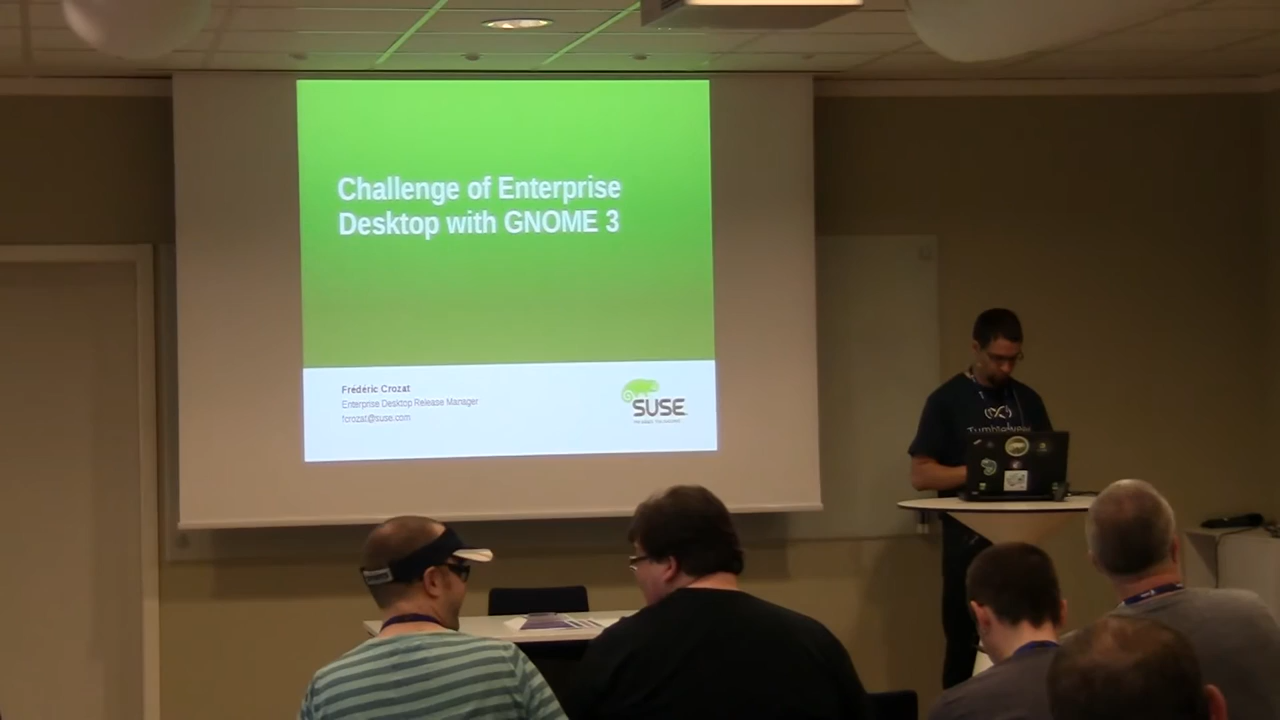 Challenge of Enterprise
Desktop with GNOME 3
Frédéric Crozat
Enterprise Desktop Release Manager
fcrozat@suse.com
SUSE